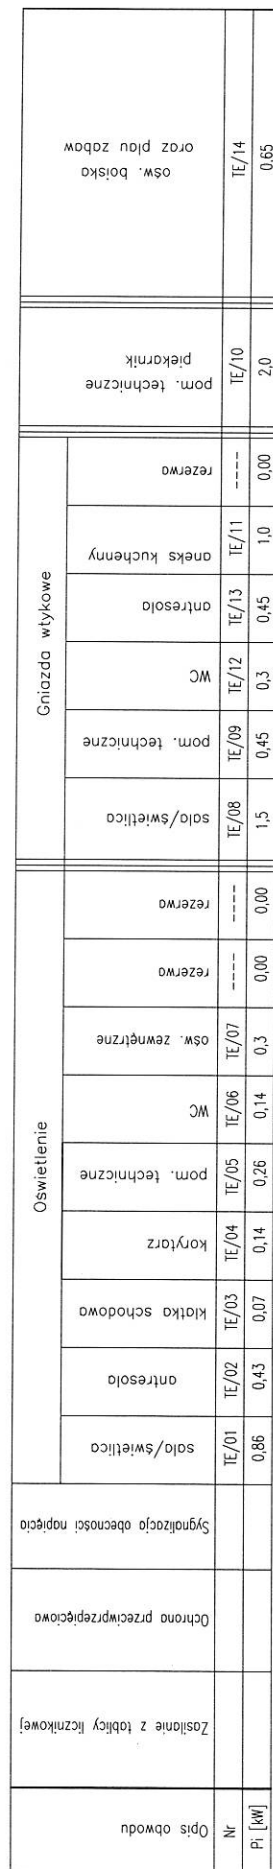 Opis obwodu
Zasilanie z tablicy licznikowej
Ochrona przeciwprzepięciowa
Sygnalizacja obecności napięcia
Oświetlenie
sala/świetlica
antresola
klatka schodowa
korytarz
pom. techniczne
WC
ośw. zewnętrzne
rezerwa
rezerwa
Gniazda wtykowe
sala/świetlica
pom. techniczne
WC
antresola
aneks kuchenny
rezerwa
pom. techniczne
piekarnik
ośw. boiska
oraz plau zabaw
Nr
TE/01
TE/02
TE/03
TE/04
TE/05
TE/06
TE/07
-----
-----
TE/08
TE/09
TE/12
TE/13
TE/11
-----
TE/10
TE/14
Pi [kW]
0,86
0,43
0,07
0,14
0,26
0,14
0,3
0,00
0,00
1,5
0,45
0,3
0,45
1,0
0,00
2,0
0.65